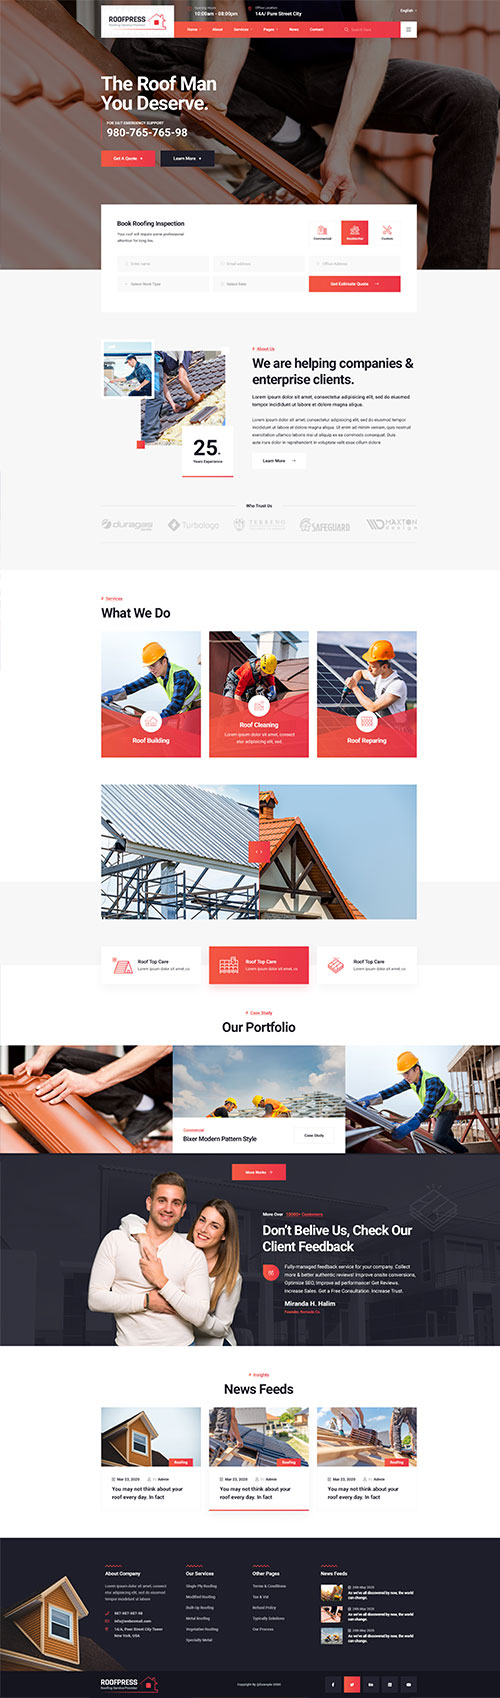 ROOFPRESS
Roofing Service Provider
Opening Hours
10:00am - 08:00pm
Office Location
14A/ Pure Street City
English
Home
About
Services
Pages
News
Contact
Search here
The Roof Man
You Deserve.
FOR 24/7 EMERGENCY SUPPORT
980-765-765-98
Get A Quote
Learn More
Book Roofing Inspection
Your roof will require some professional
attention for long live.
Commercial
Residential
Custom
Enter name
Email address
Office Address
Select Work Type
Select Date
Get Estimate Quote
About Us
We are helping companies &
enterprise clients.
Lorem ipsum dolor sit amet, consectetur adipisicing elit, sed do eiusmod
tempor incididunt ut labore et dolore magna aliqua.
Lorem ipsum dolor sit amet, consectetur adipisicing elit, sed do eiusmod
tempor incididunt ut labore et dolore magna aliqua. Ut enim ad minim veniam, quis nostrud
exercitation ullamco laboris nisi ut aliquip ex ea commodo consequat. Duis
aute irure dolor in reprehenderit in voluptate velit esse cillum dolore
25.
Years Experience
Learn More
Who Trust Us
duragas
Turbologo
TERRENO
SAFEGUARD
MAXTON
design
Services
What We Do
Roof Building
Roof Cleaning
Lorem ipsum dolor sit amet, consect
etur adipisicing elit, sed.
Roof Reparing
Roof Top Care
Lorem ipsum dolor sit amet, co
Roof Top Care
Lorem ipsum dolor sit amet, co
Roof Top Care
Lorem ipsum dolor sit amet, co
Case Study
Our Portfolio
Commercial
Bixer Modern Pattern Style
Case Study
More Works
More Over 10000+ Customers
Don't Belive Us, Check Our
Client Feedback
Fully-managed feedback service for your company. Collect
more & better authentic reviews! Improve onsite conversions,
Optimize SEO, Improve ad performance! Get Reviews.
Increase Sales. Get a Free Consultation. Increase Trust.
Miranda H. Halim
Insights
News Feeds
Roofing
Mar 23, 2020
By Admin
You may not think about your
roof every day. In fact
Roofing
Mar 23, 2020
By Admin
You may not think about your
roof every day. In fact
Roofing
Mar 23, 2020
By Admin
You may not think about your
roof every day. In fact
About Company
Lorem ipsum dolor sit amet
consectetur adipisicing elit, sed
do eiusmod
987-987-987-98
info@webmail.com
14/A, Poor Street City Tower
New York, USA
Our Services
Single Ply Roofing
Modified Roofing
Built Up Roofing
Metal Roofing
Vegetative Roofing
Specialty Metal
Other Pages
Terms & Conditions
Tax & Vat
Refund Policy
Typically Solutions
Our Process
News Feeds
20th May 2020
As we've all discovered by now, the world
can change.
20th May 2020
As we've all discovered by now, the world
can change.
20th May 2020
As we've all discovered by now, the world
can change.
ROOFPRESS
Roofing Service Provider
Copyright By @Example 2020